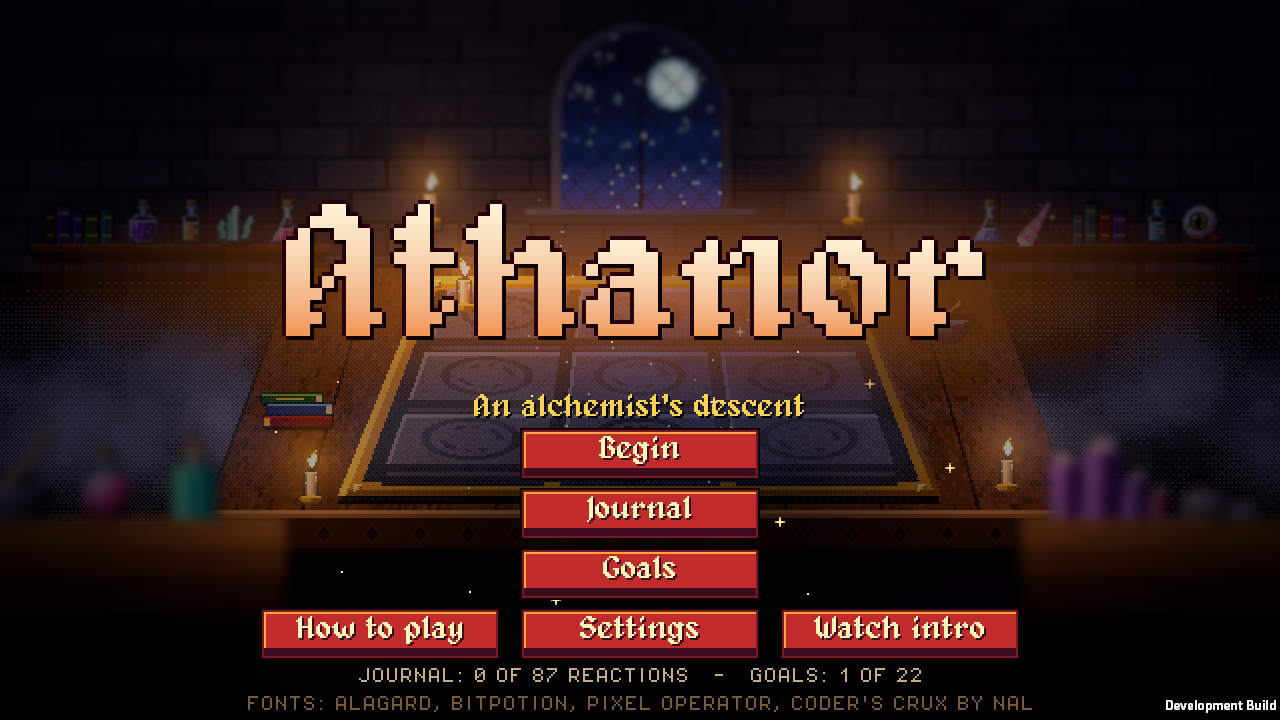 Athanor
An alchemist's descent
Begin
Journal
Goals
How to play
Settings
Watch intro
JOURNAL: 0 OF 87 REACTIONS - GOALS: 1 OF 22
FONTS: ALAGARD, BITPOTION, PIXEL OPERATOR, CODER'S CRUX BY NAL
Development Build